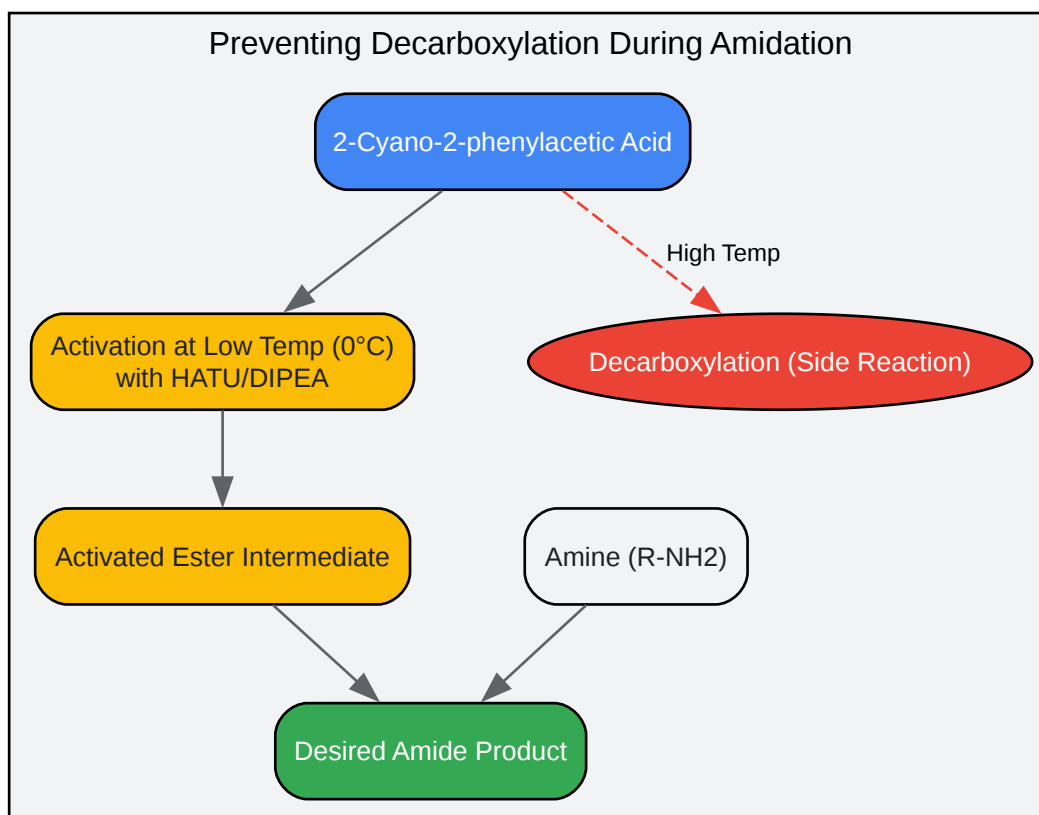 Preventing Decarboxylation During Amidation
2-Cyano-2-phenylacetic Acid
High Temp
Activation at Low Temp (0°C)
with HATU/DIPEA
Decarboxylation (Side Reaction)
Activated Ester Intermediate
Amine (R-NH2)
Desired Amide Product